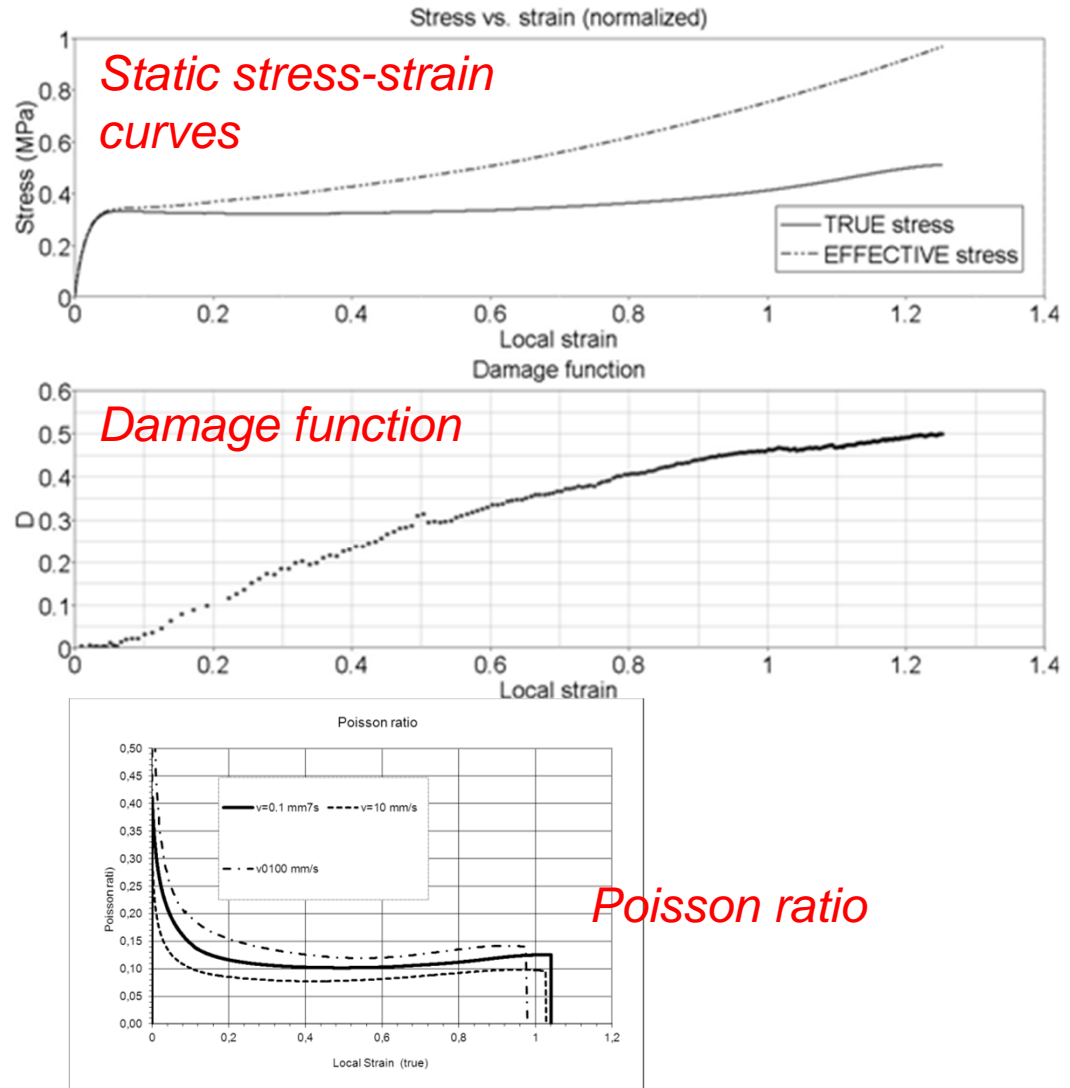 Stress vs. strain (normalized)
Static stress-strain
curves
Stress (MPa)
1
0.8
0.6
0.4
0.2
0
TRUE stress
EFFECTIVE stress
0 0.2 0.4 0.6 0.8 1 1.2 1.4
Local strain
Damage function
Damage function
D
0.6
0.5
0.4
0.3
0.2
0.1
0
0 0.2 0.4 0.6 0.8 1 1.2 1.4
Local strain
Poisson ratio
Poisson rati)
0,50
0,45
0,40
0,35
0,30
0,25
0,20
0,15
0,10
0,05
0,00
v=0.1 mm7s v=10 mm/s
v0100 mm/s
Poisson ratio
0 0,2 0,4 0,6 0,8 1 1,2
Local Strain (true)